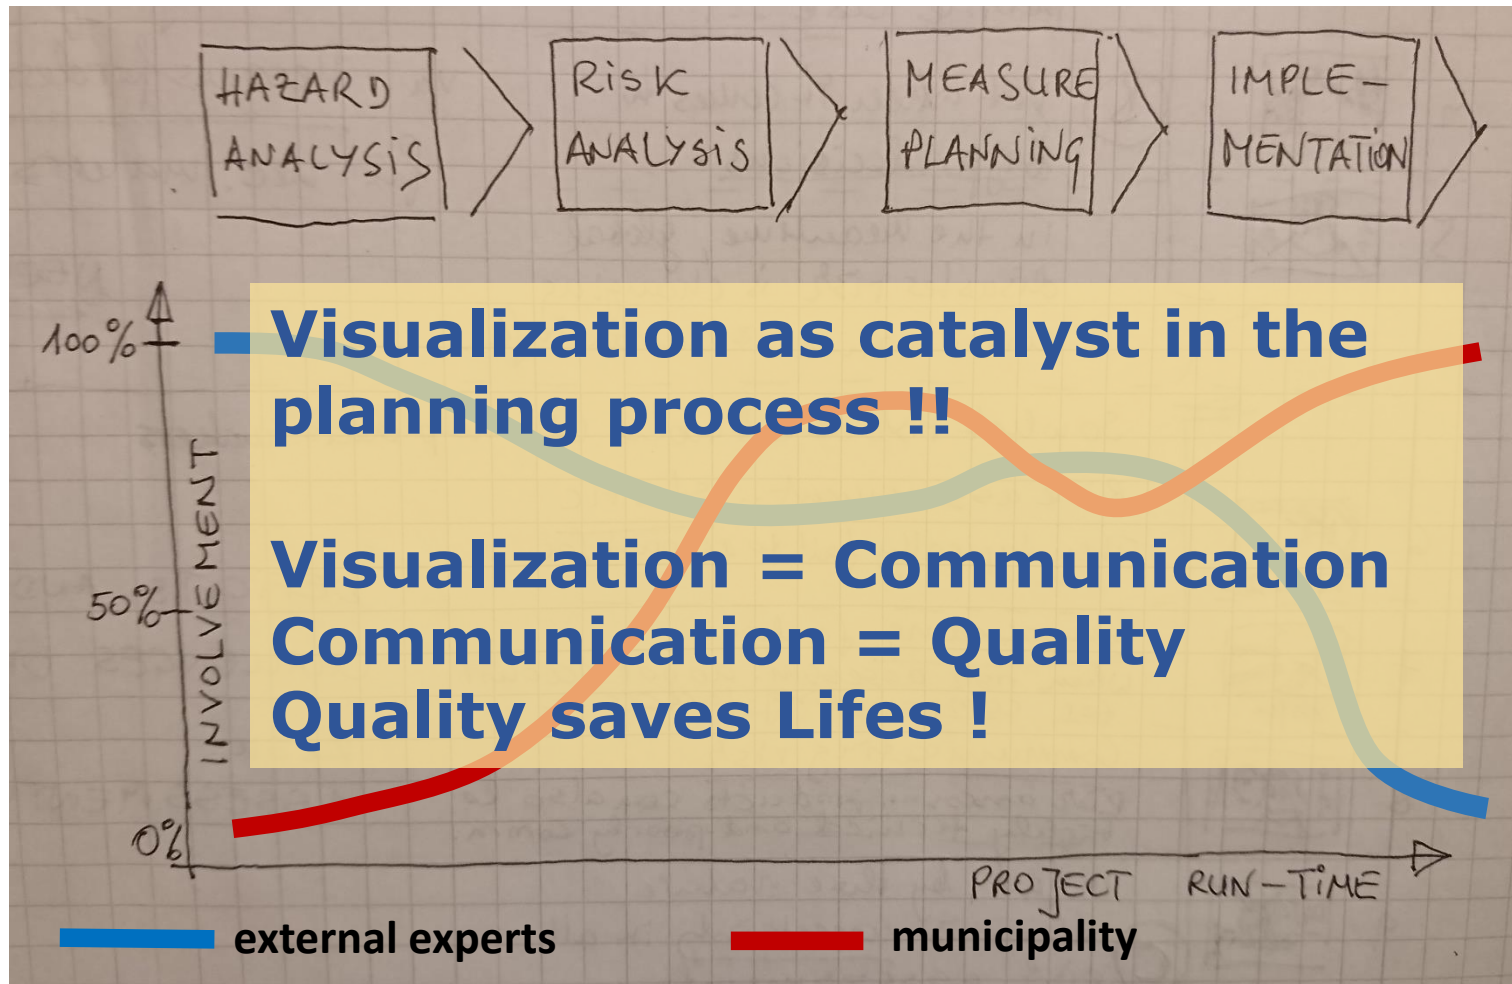 HAZARD
ANALYSIS
RISK
ANALYSIS
MEASURE
PLANNING
IMPLE-
MENTATION
100%
Visualization as catalyst in the
planning process !!
INVOLVEMENT
50%
Visualization = Communication
Communication = Quality
Quality saves Lifes !
0%
PROJECT RUN-TIME
external experts
municipality